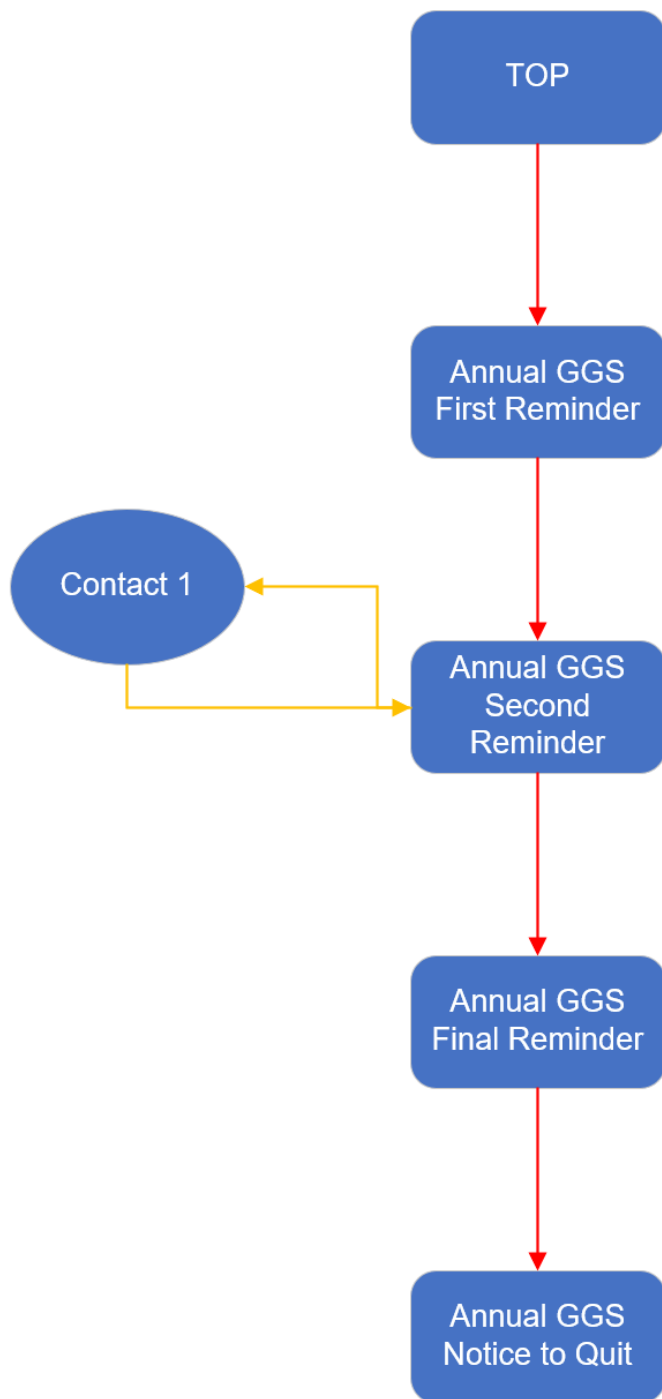 TOP
Annual GGS
First Reminder
Contact 1
Annual GGS
Second
Reminder
Annual GGS
Final Reminder
Annual GGS
Notice to Quit